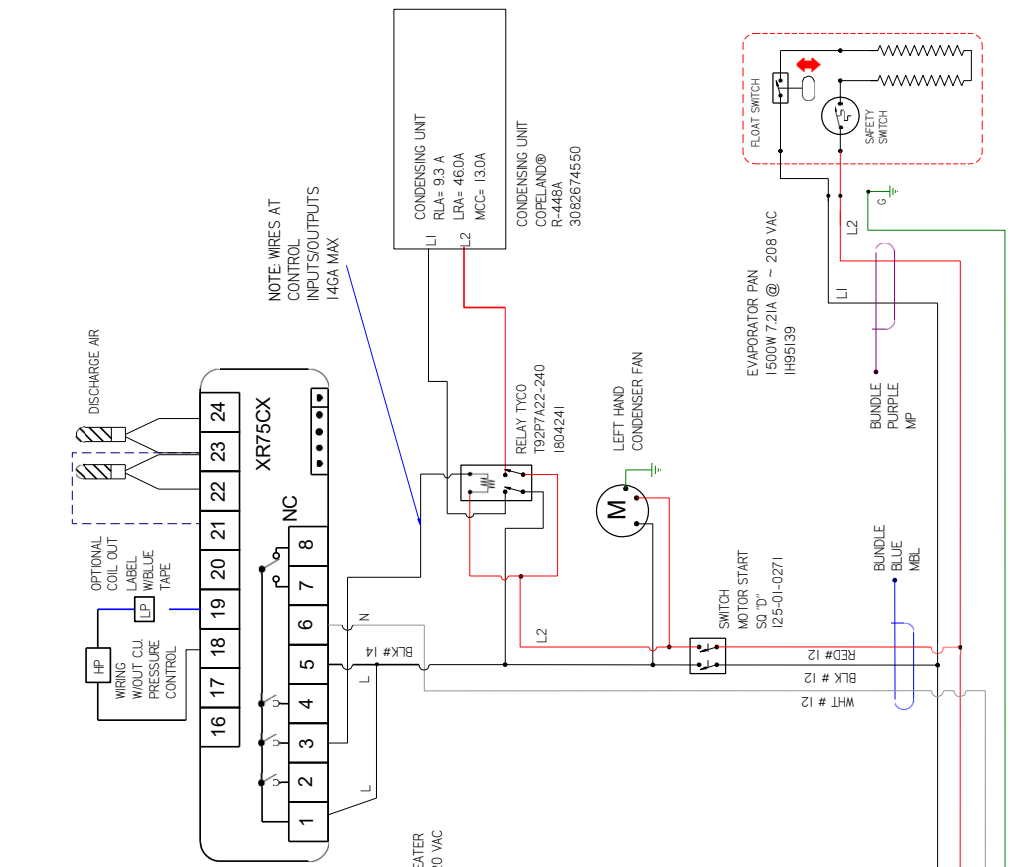 CONDENSING UNIT
RLA= 9.3 A
LRA= 46.0A
MCC= 13.0A
L1
L2
CONDENSING UNIT
COPELAND®
R-448A
3082674550
NOTE: WIRES AT
CONTROL
INPUTS/OUTPUTS
14GA MAX
FLOAT SWITCH
SAFETY
SWITCH
G
L2
L1
EVAPORATOR PAN
1500W 7.21A @ ~ 208 VAC
1H95139
BUNDLE
PURPLE
MP
DISCHARGE AIR
XR75CX
24
23
22
21
20
19
18
17
16
NC
8
7
6
5
4
3
2
1
OPTIONAL
COIL OUT
LABEL
W/BLUE
TAPE
LP
HP
WIRING
W/OUT C.U.
PRESSURE
CONTROL
RELAY TYCO
T92P7A22-240
1804241
LEFT HAND
CONDENSER FAN
M
N
BLK# 14
L
L
L2
SWITCH
MOTOR START
SQ "D"
125-01-0271
BUNDLE
BLUE
MBL
RED# 12
BLK # 12
WHT # 12
EATER
20 VAC